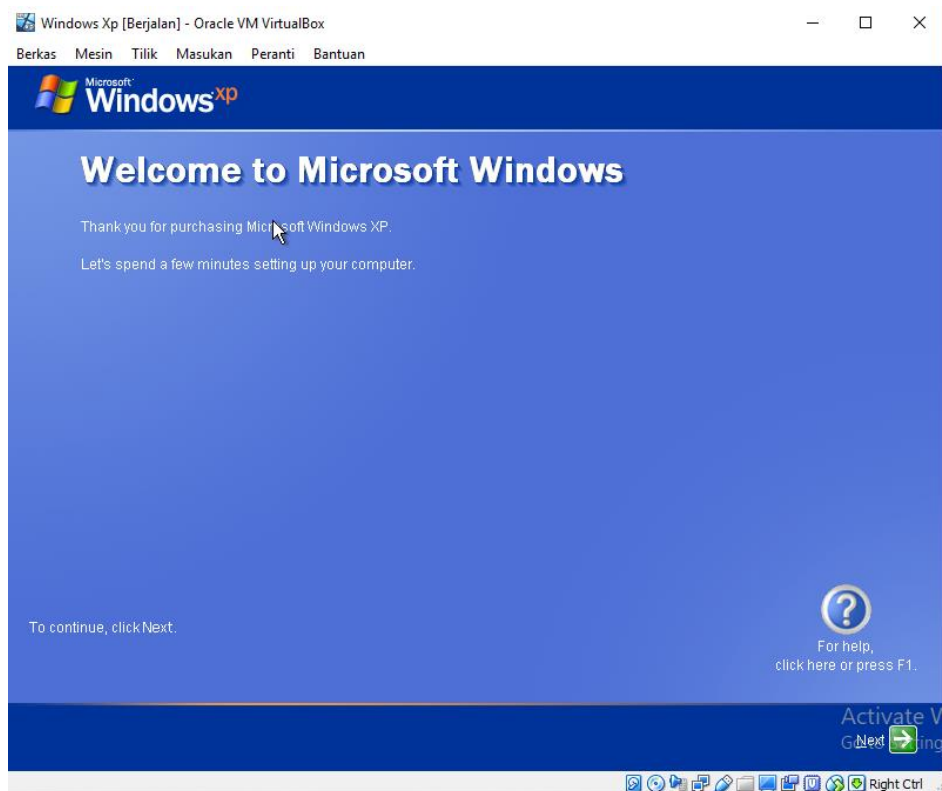 Windows Xp [Berjalan] - Oracle VM VirtualBox
Berkas Mesin Tilik Masukan Peranti Bantuan
Microsoft
Windows xp
Welcome to Microsoft Windows
Thank you for purchasing Microsoft Windows XP.
Let's spend a few minutes setting up your computer.
To continue, click Next.
For help,
click here or press F1.
Activate W
Next
Right Ctrl